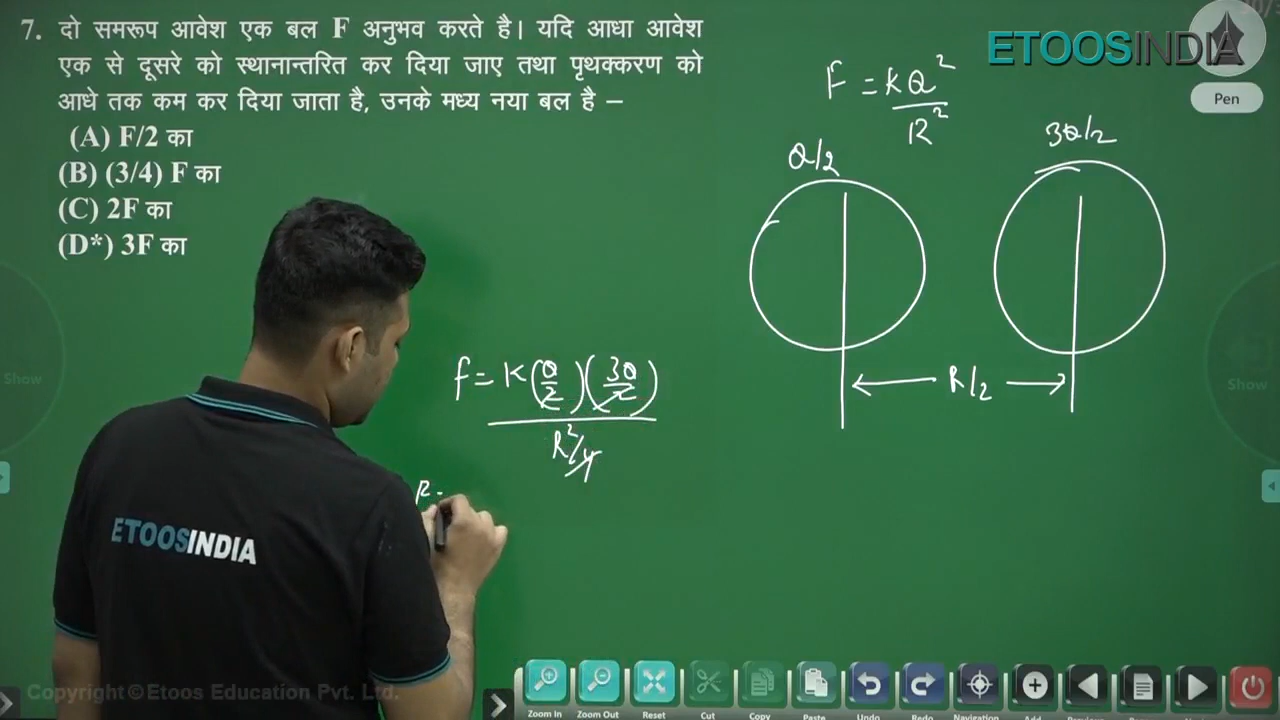 7. दो समरूप आवेश एक बल F अनुभव करते है। यदि आधा आवेश
एक से दूसरे को स्थानान्तरित कर दिया जाए तथा पृथक्करण को
आधे तक कम कर दिया जाता है, उनके मध्य नया बल है –
(A) F/2 का
(B) (3/4) F का
(C) 2F का
(D*) 3F का
ETOOSINDIA
Pen
F = KQ²
R²
Q/2
3Q/2
R/2
F = K(Q/2)(3Q/2)
R²/4
Show
Show
ETOOSINDIA
Copyright © Etoos Education Pvt. Ltd.
Zoom In Zoom Out Reset Cut Copy Paste Undo Redo Navigation Add